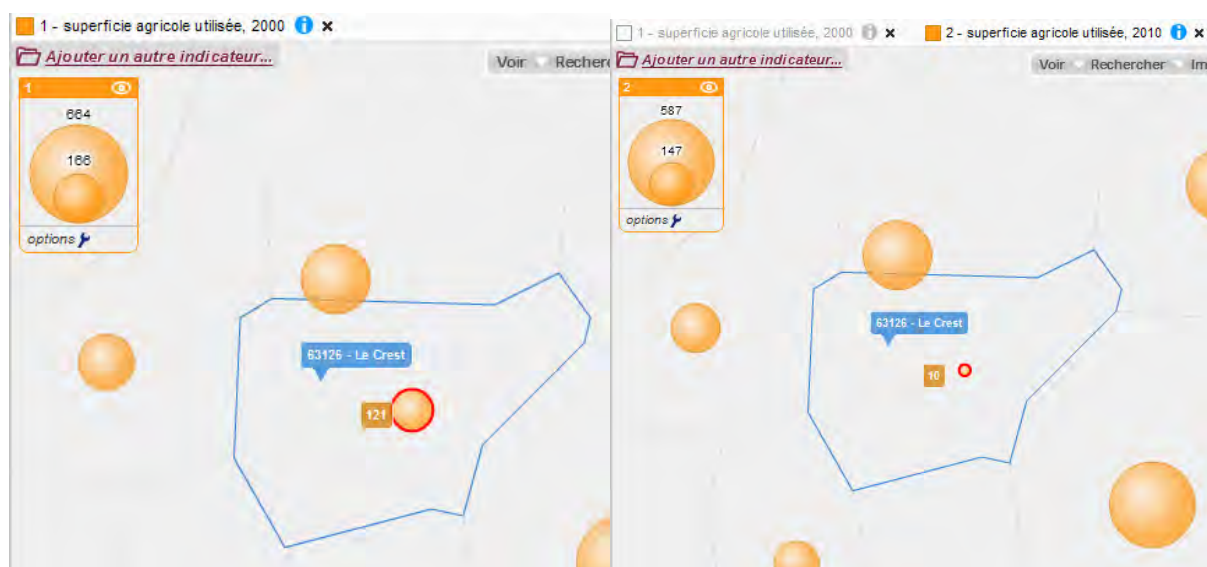 1 - superficie agricole utilisée, 2000 i x
Ajouter un autre indicateur...
Voir Recherc
1
664
166
options
63126 - Le Crest
121
1 - superficie agricole utilisée, 2000 i x 2 - superficie agricole utilisée, 2010 i x
Ajouter un autre indicateur...
Voir Rechercher Im
2
587
147
options
63126 - Le Crest
10